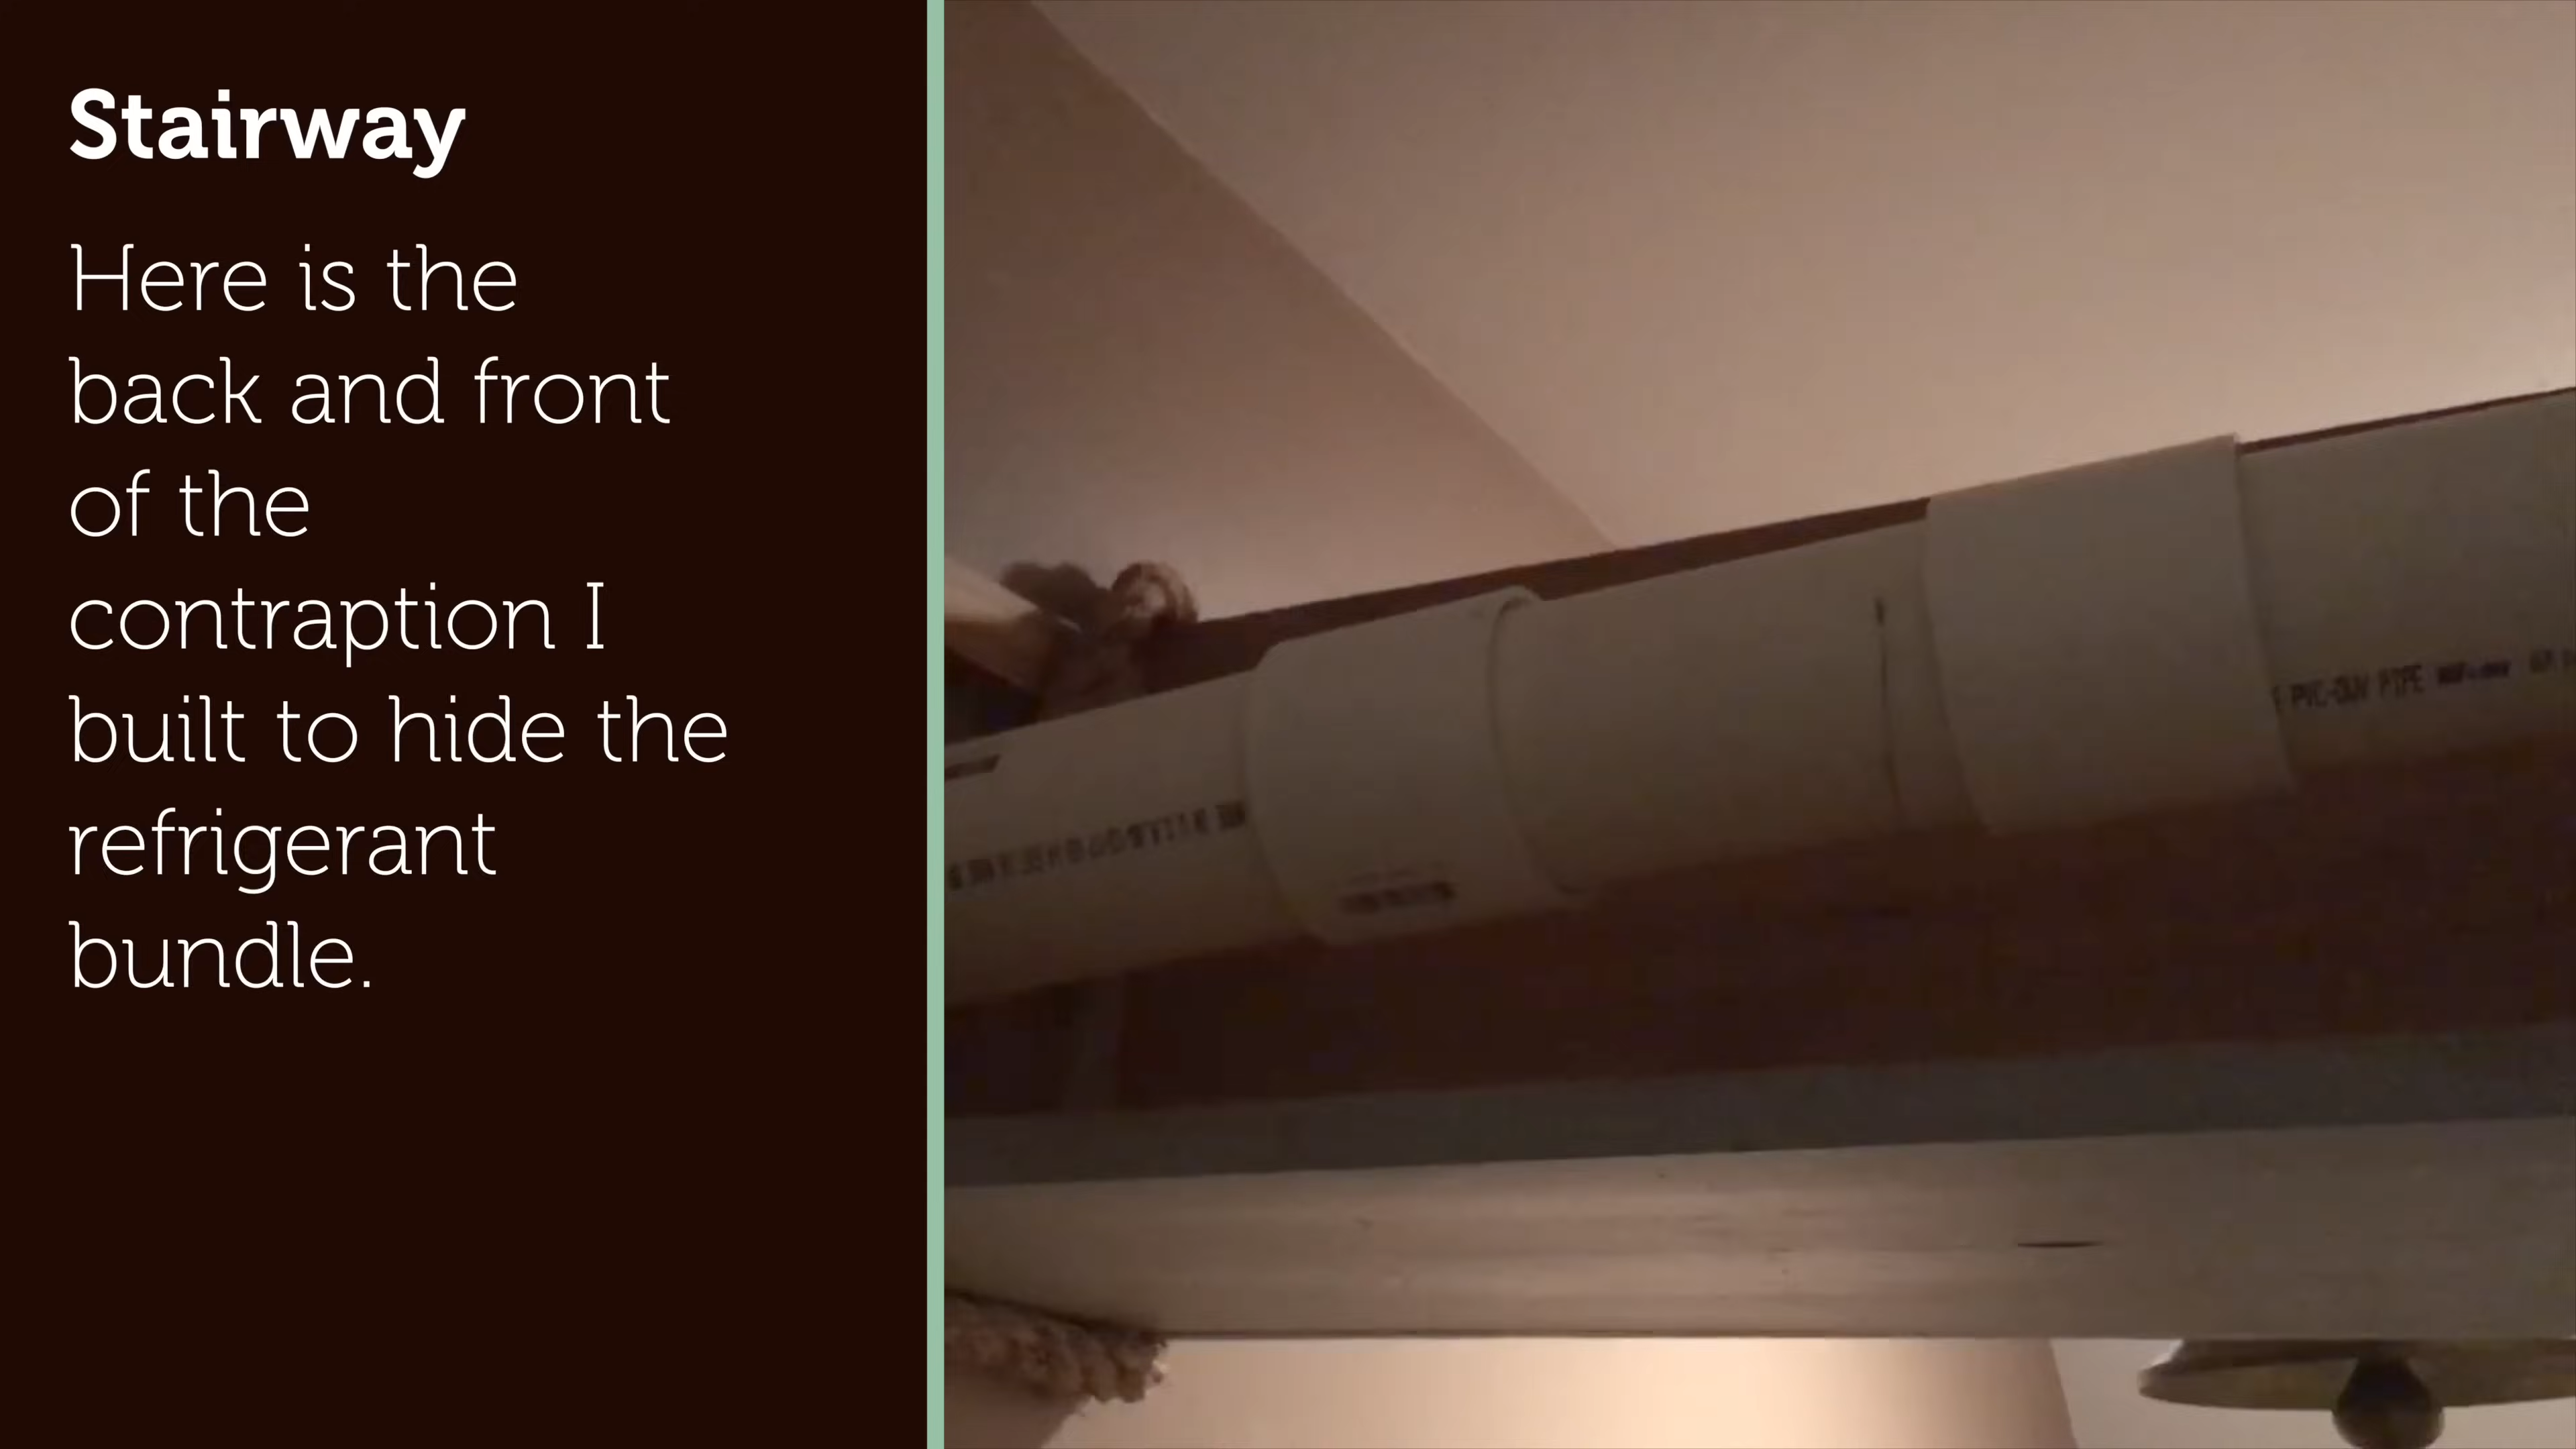 Stairway
Here is the
back and front
of the
contraption I
built to hide the
refrigerant
bundle.
PVC-DWV PIPE